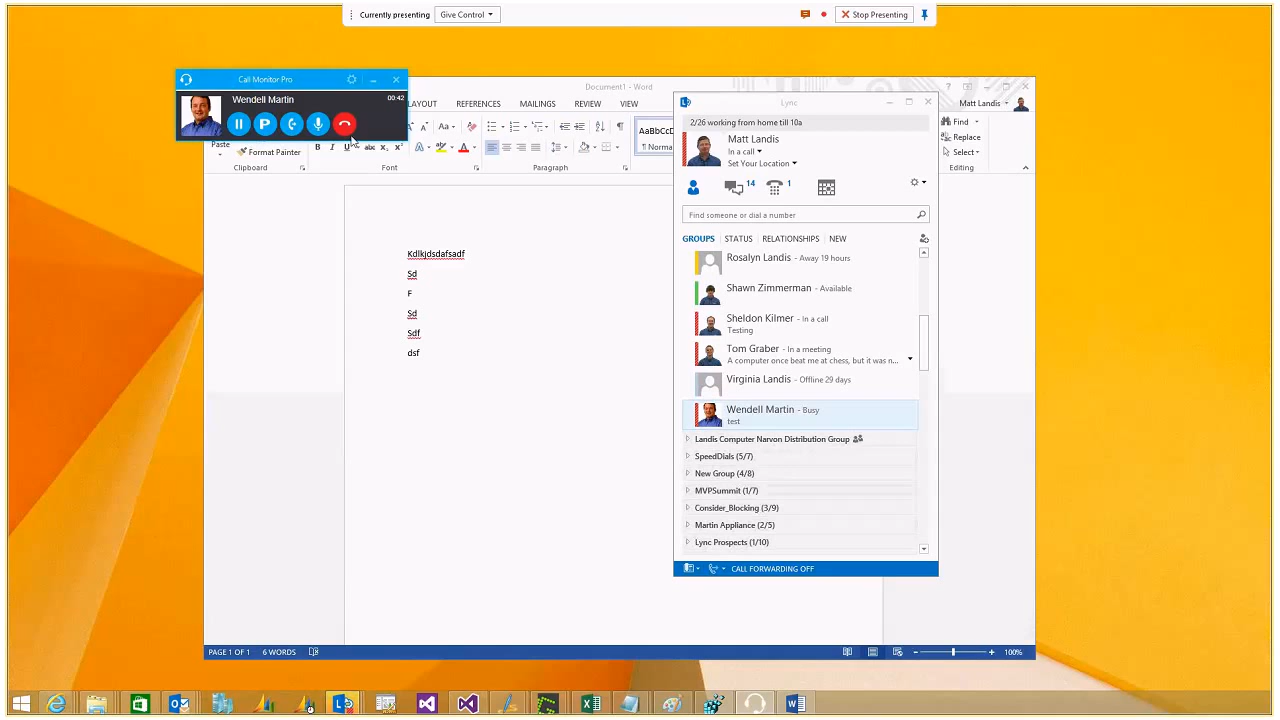 Currently presenting
Give Control
Stop Presenting
Call Monitor Pro
Wendell Martin
00:42
Document1 - Word
LAYOUT REFERENCES MAILINGS REVIEW VIEW
Matt Landis
Format Painter
Clipboard
Font
Paragraph
AaBbCcD
¶ Norma
Find
Replace
Select
Editing
Kdlkjdsdafsadf
Sd
F
Sd
Sdf
dsf
Lync
2/26 working from home till 10a
Matt Landis
In a call
Set Your Location
14
1
Find someone or dial a number
GROUPS STATUS RELATIONSHIPS NEW
Rosalyn Landis - Away 19 hours
Shawn Zimmerman - Available
Sheldon Kilmer - In a call
Testing
Tom Graber - In a meeting
A computer once beat me at chess, but it was n...
Virginia Landis - Offline 29 days
Wendell Martin - Busy
test
Landis Computer Narvon Distribution Group
SpeedDials (5/7)
New Group (4/8)
MVPSummit (1/7)
Consider_Blocking (3/9)
Martin Appliance (2/5)
Lync Prospects (1/10)
CALL FORWARDING OFF
PAGE 1 OF 1 6 WORDS
100%